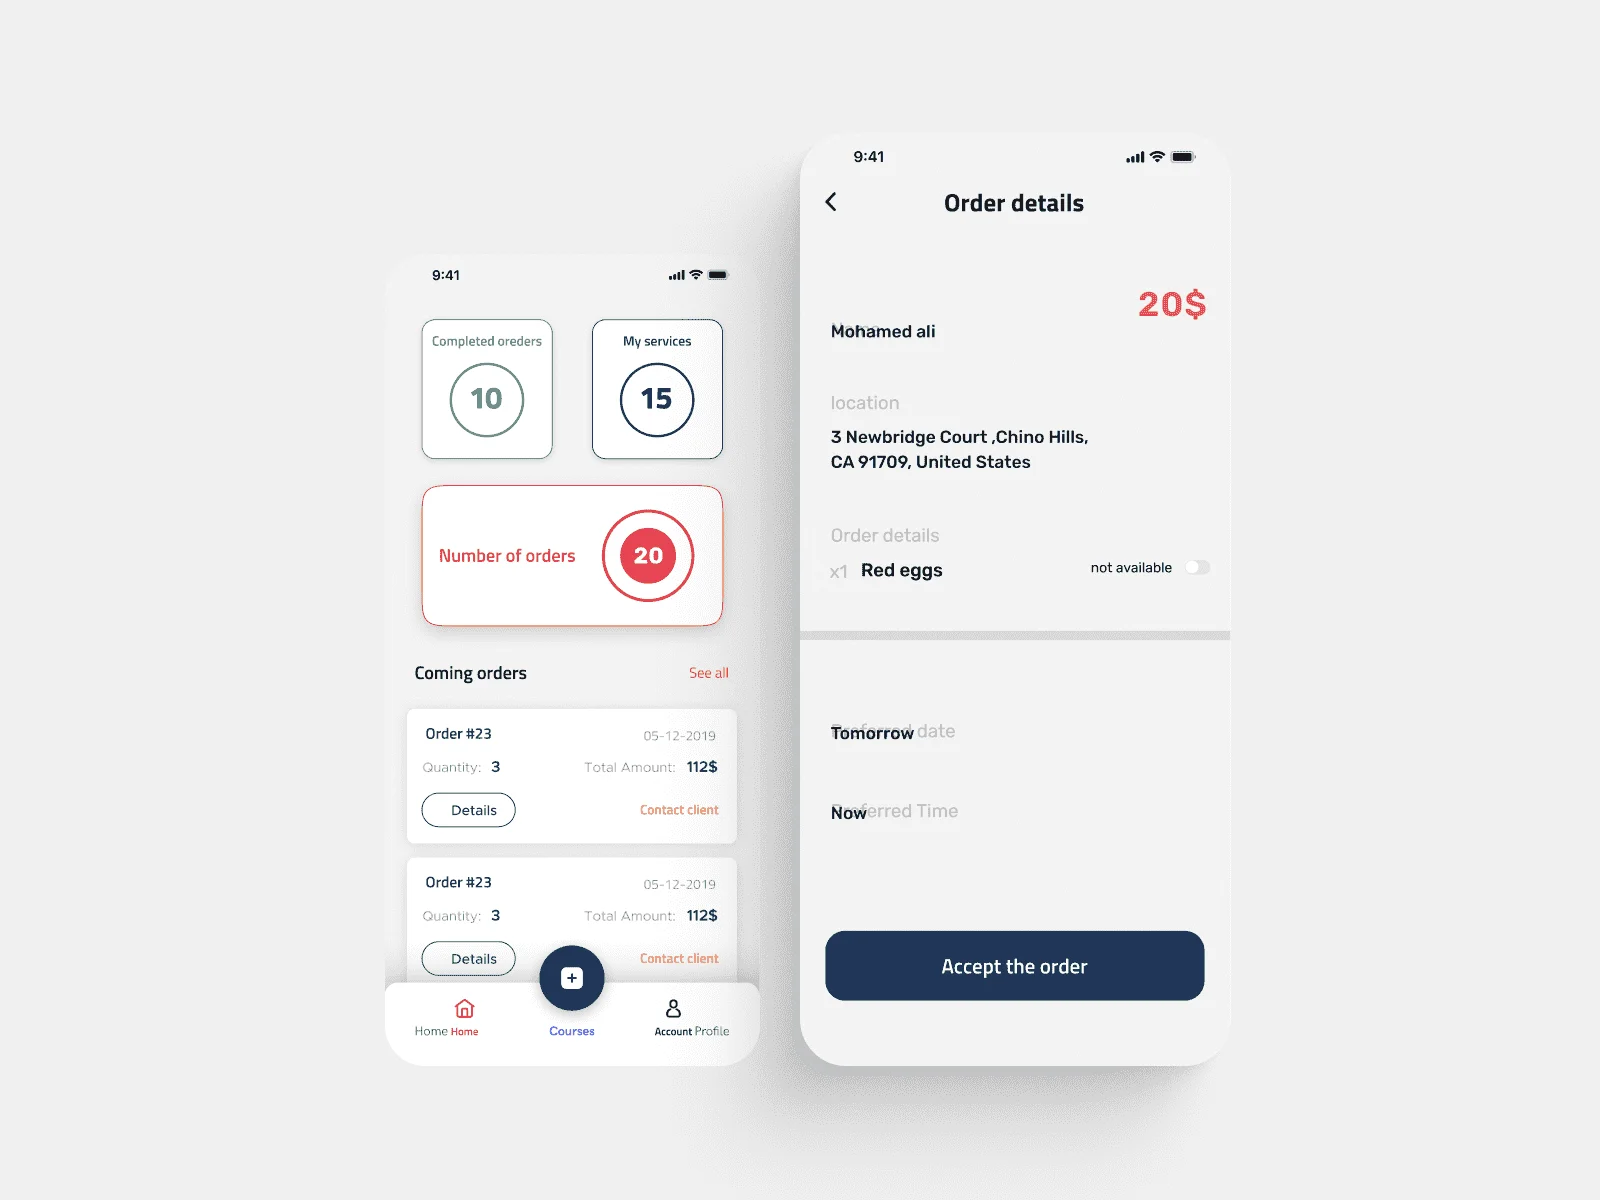 9:41
Completed oreders
10
My services
15
Number of orders
20
Coming orders
See all
Order #23
05-12-2019
Quantity: 3
Total Amount: 112$
Details
Contact client
Order #23
05-12-2019
Quantity: 3
Total Amount: 112$
Details
Contact client
Home Home
Courses
Account Profile
9:41
Order details
20$
Mohamed ali
location
3 Newbridge Court ,Chino Hills,
CA 91709, United States
Order details
x1 Red eggs
not available
Preferred date
Tomorrow
Preferred Time
Now
Accept the order